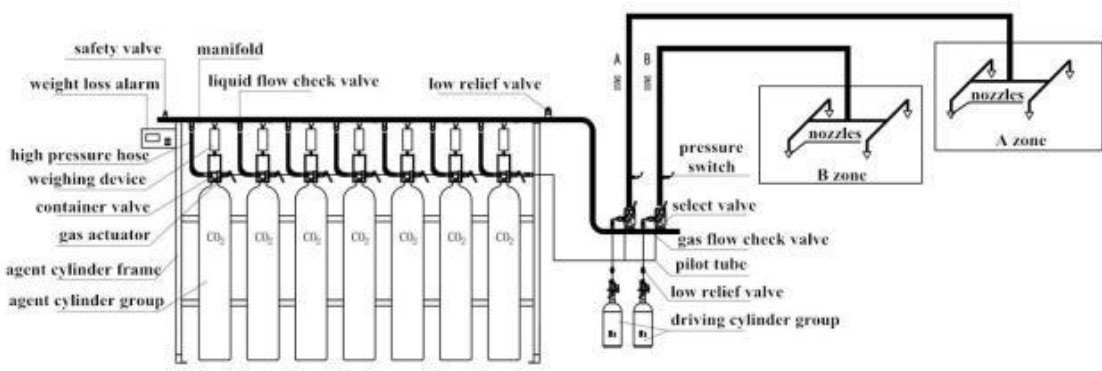 safety valve
manifold
weight loss alarm
liquid flow check valve
low relief valve
A
B
nozzles
A zone
nozzles
B zone
high pressure hose
weighing device
container valve
gas actuator
agent cylinder frame
agent cylinder group
CO₂
CO₂
CO₂
CO₂
CO₂
CO₂
CO₂
pressure
switch
select valve
gas flow check valve
pilot tube
low relief valve
driving cylinder group
N₂
N₂